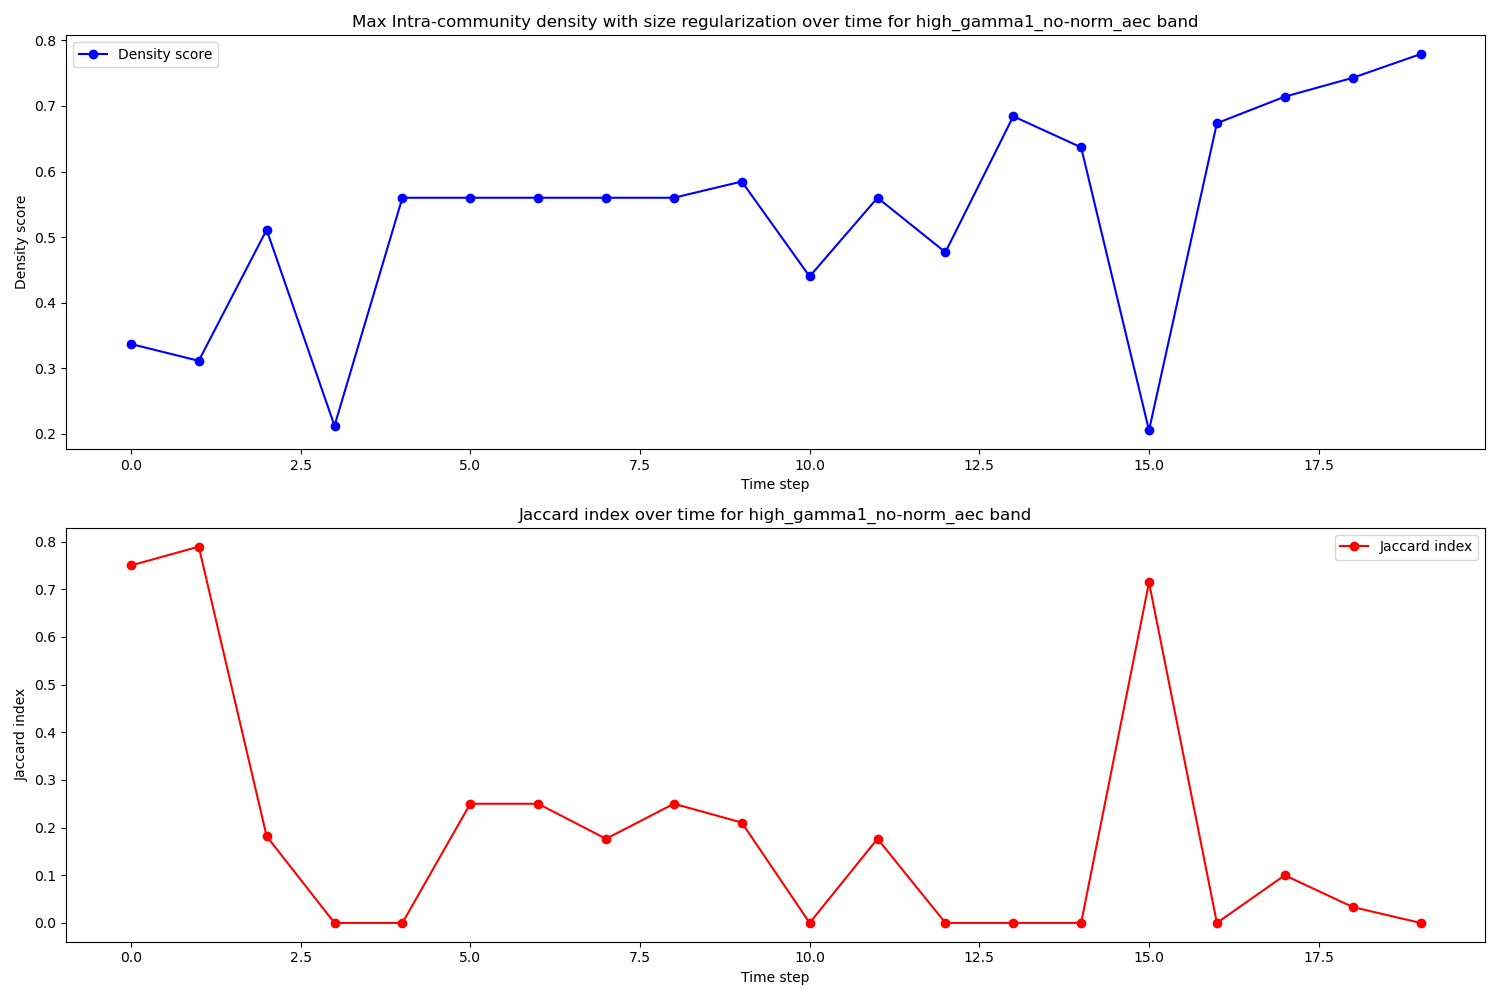 Max Intra-community density with size regularization over time for high_gamma1_no-norm_aec band
Density score
0.8
0.7
0.6
0.5
0.4
0.3
0.2
Density score
0.0 2.5 5.0 7.5 10.0 12.5 15.0 17.5
Time step
Jaccard index over time for high_gamma1_no-norm_aec band
Jaccard index
0.8
0.7
0.6
0.5
0.4
0.3
0.2
0.1
0.0
Jaccard index
0.0 2.5 5.0 7.5 10.0 12.5 15.0 17.5
Time step